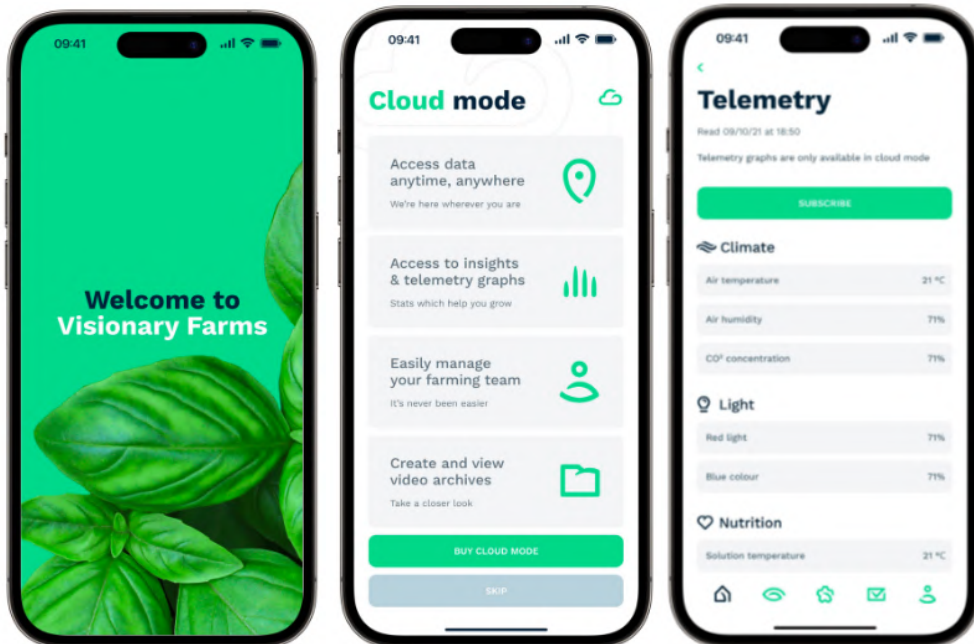 09:41
Welcome to
Visionary Farms
09:41
Cloud mode
Access data
anytime, anywhere
We're here wherever you are
Access to insights
& telemetry graphs
Stats which help you grow
Easily manage
your farming team
It's never been easier
Create and view
video archives
Take a closer look
BUY CLOUD MODE
SKIP
09:41
Telemetry
Read 09/10/21 at 18:50
Telemetry graphs are only available in cloud mode
SUBSCRIBE
Climate
Air temperature 21 °C
Air humidity 71%
CO² concentration 71%
Light
Red light 71%
Blue colour 71%
Nutrition
Solution temperature 21 °C